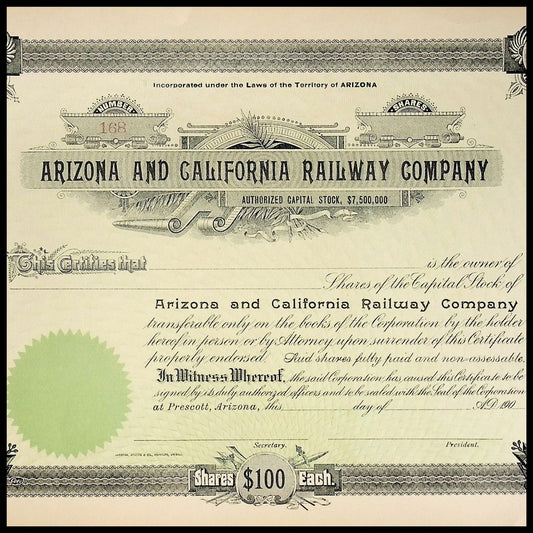 Incorporated under the Laws of the Territory of ARIZONA
NUMBER
SHARES
168
ARIZONA AND CALIFORNIA RAILWAY COMPANY
AUTHORIZED CAPITAL STOCK, $7,500,000
This Certifies that
is the owner of
Shares of the Capital Stock of
Arizona and California Railway Company
transferable only on the books of the Corporation by the holder
hereof in person or by Attorney upon surrender of this Certificate
properly endorsed. Said shares fully paid and non-assessable.
In Witness Whereof, the said Corporation has caused this Certificate to be
signed by its duly authorized officers and to be sealed with the Seal of the Corporation
at Prescott, Arizona, this day of A.D. 190
Secretary. President.
Shares $100 Each.